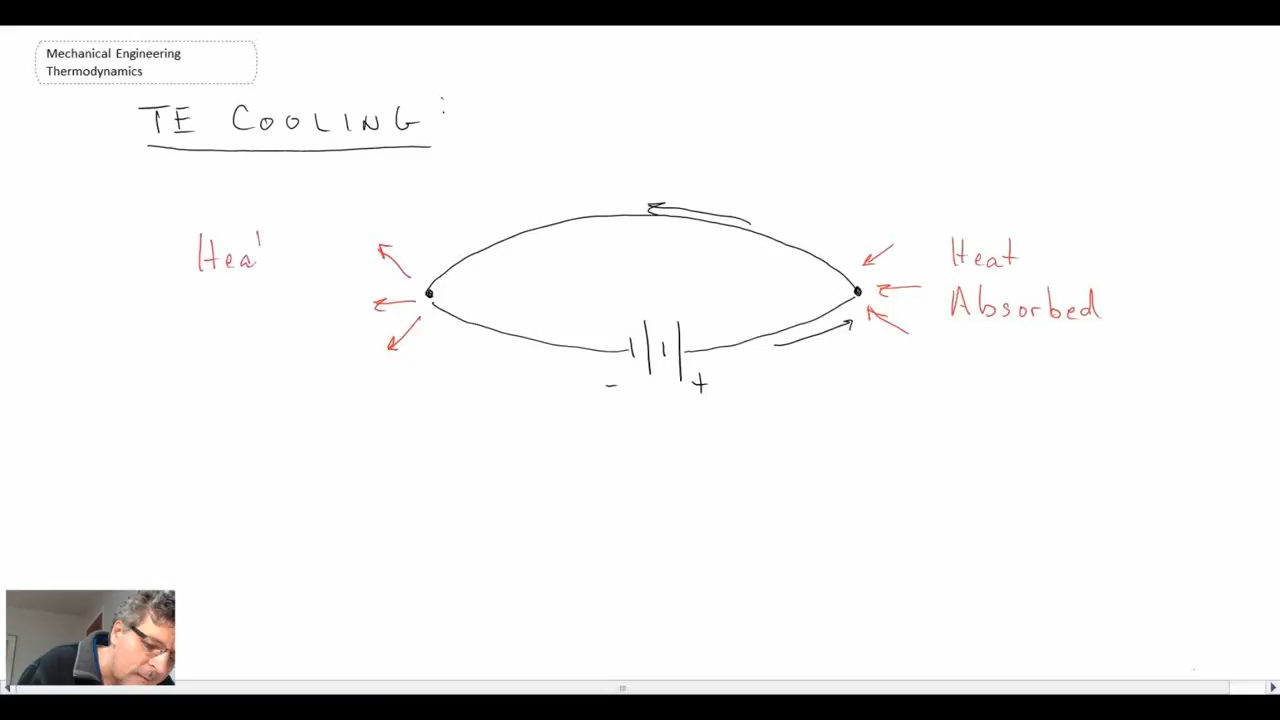 Mechanical Engineering
Thermodynamics
TE COOLING:
Hea
Heat
Absorbed
- +